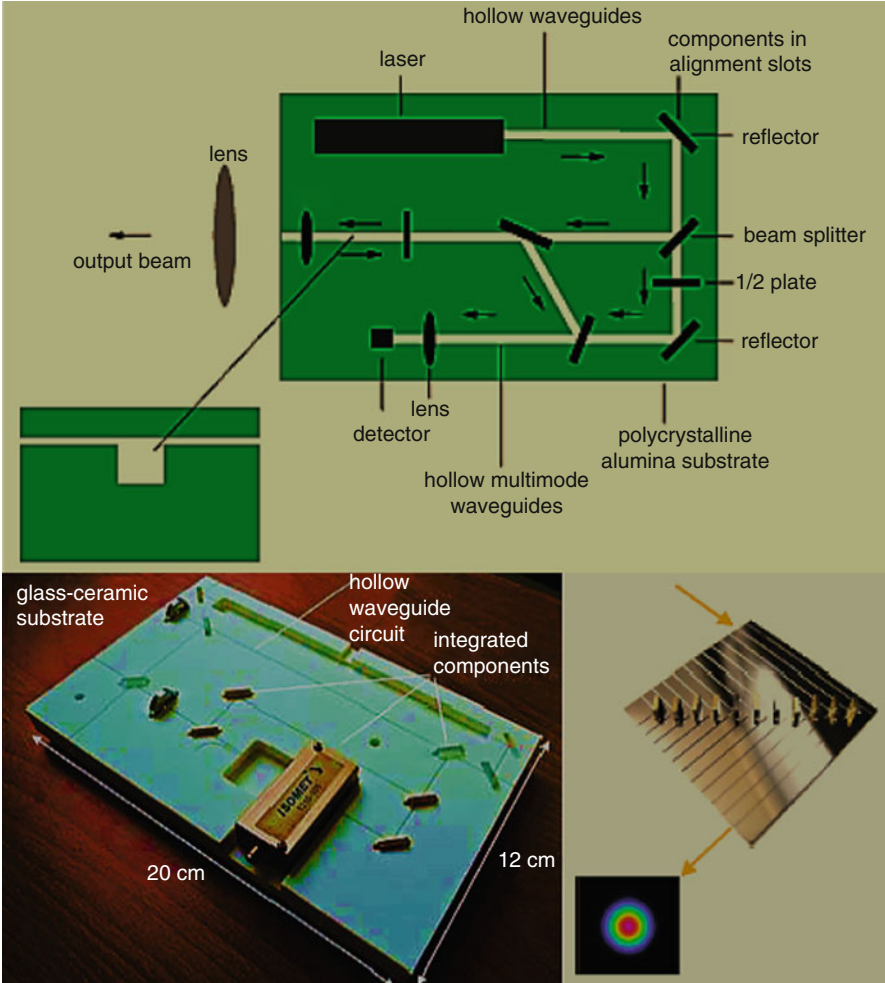 hollow waveguides
laser
components in
alignment slots
reflector
lens
output beam
beam splitter
1/2 plate
reflector
lens
detector
polycrystalline
alumina substrate
hollow multimode
waveguides
glass-ceramic
substrate
hollow
waveguide
circuit
integrated
components
ISOMET
20 cm
12 cm